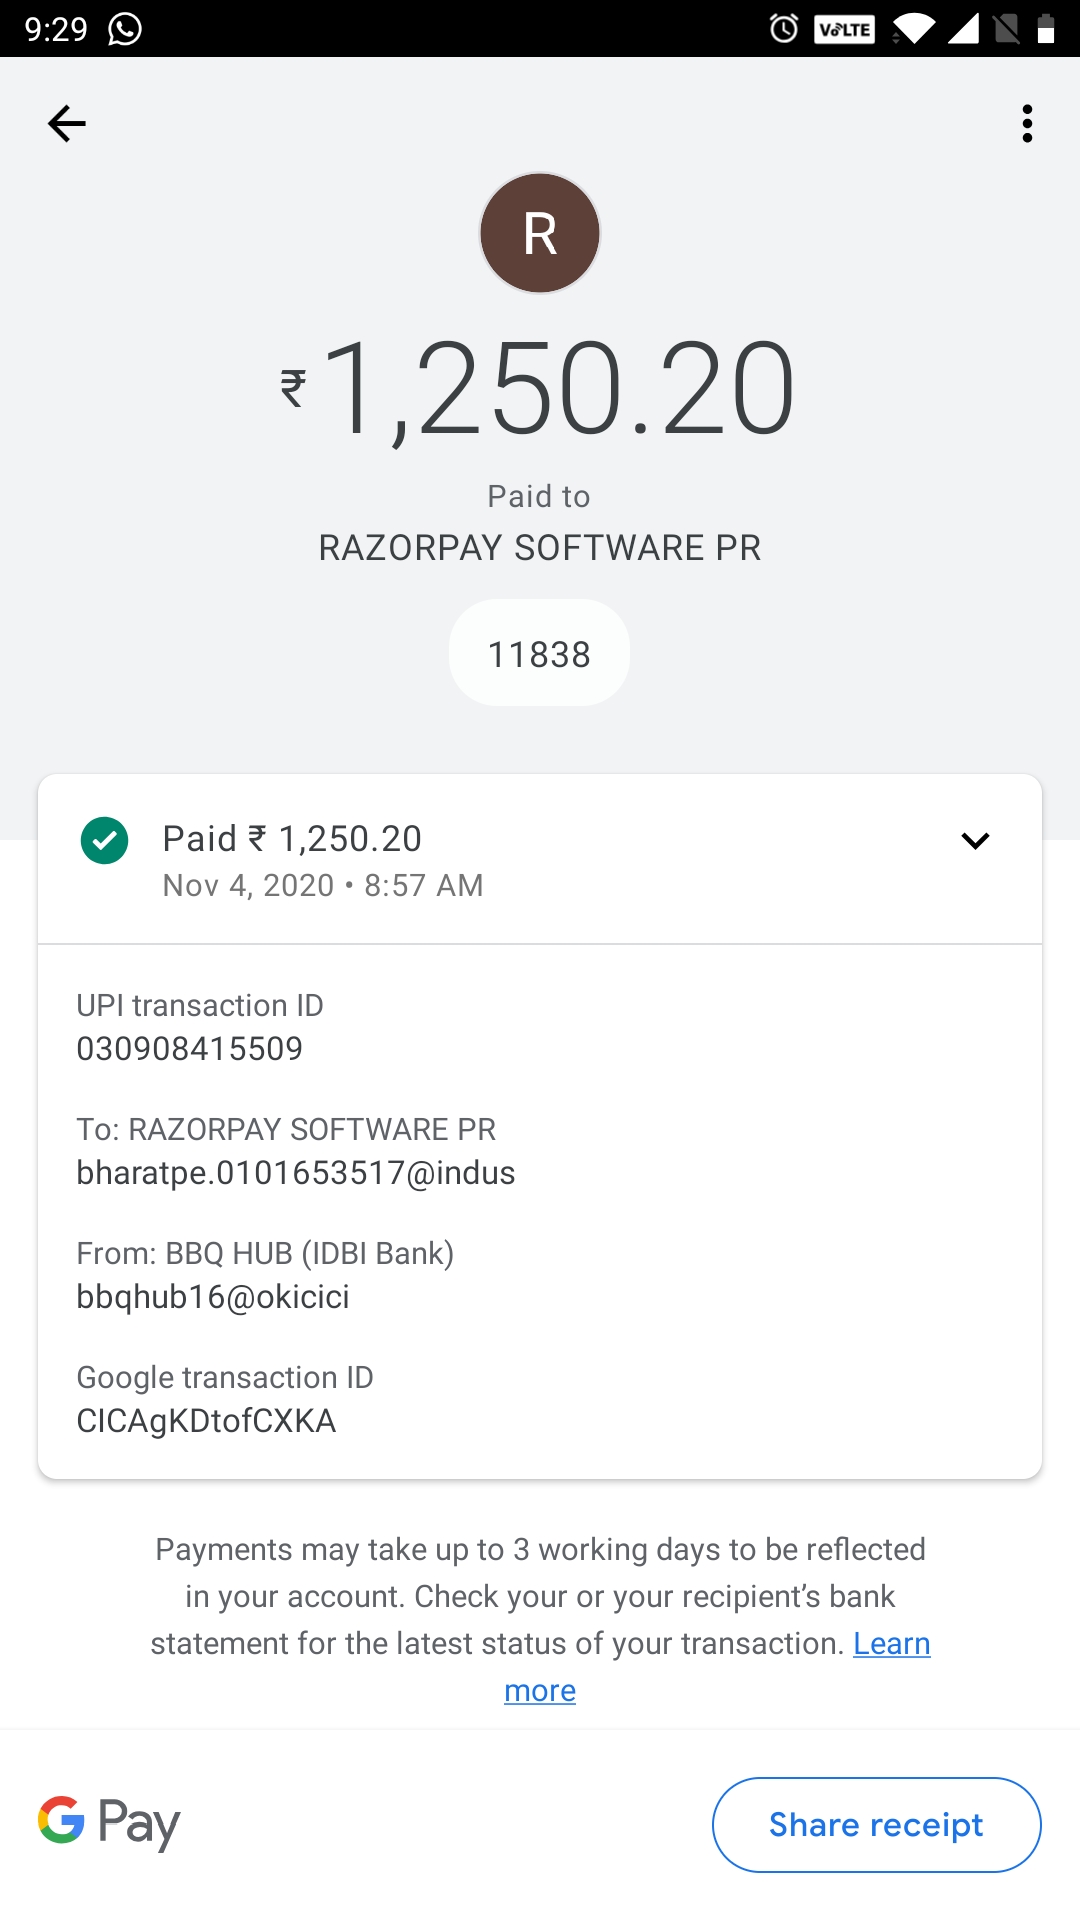 9:29
VoLTE
R
₹1,250.20
Paid to
RAZORPAY SOFTWARE PR
11838
Paid ₹ 1,250.20
Nov 4, 2020 • 8:57 AM
UPI transaction ID
030908415509
To: RAZORPAY SOFTWARE PR
bharatpe.0101653517@indus
From: BBQ HUB (IDBI Bank)
bbqhub16@okicici
Google transaction ID
CICAgKDtofCXKA
Payments may take up to 3 working days to be reflected
in your account. Check your or your recipient’s bank
statement for the latest status of your transaction. Learn
more
G Pay
Share receipt